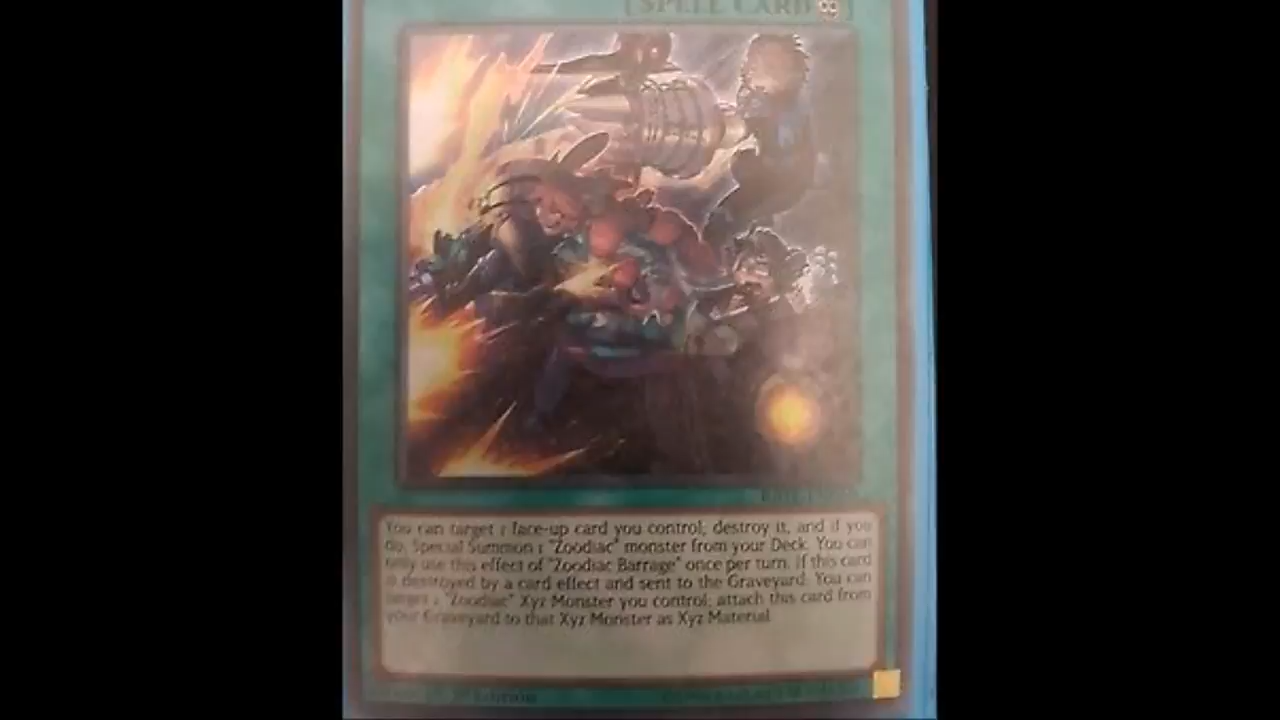 [SPELL CARD ]
You can target 1 face-up card you control; destroy it, and if you
do, Special Summon 1 "Zoodiac" monster from your Deck. You can
only use this effect of "Zoodiac Barrage" once per turn. If this card
is destroyed by a card effect and sent to the Graveyard: You can
target 1 "Zoodiac" Xyz Monster you control; attach this card from
your Graveyard to that Xyz Monster as Xyz Material.